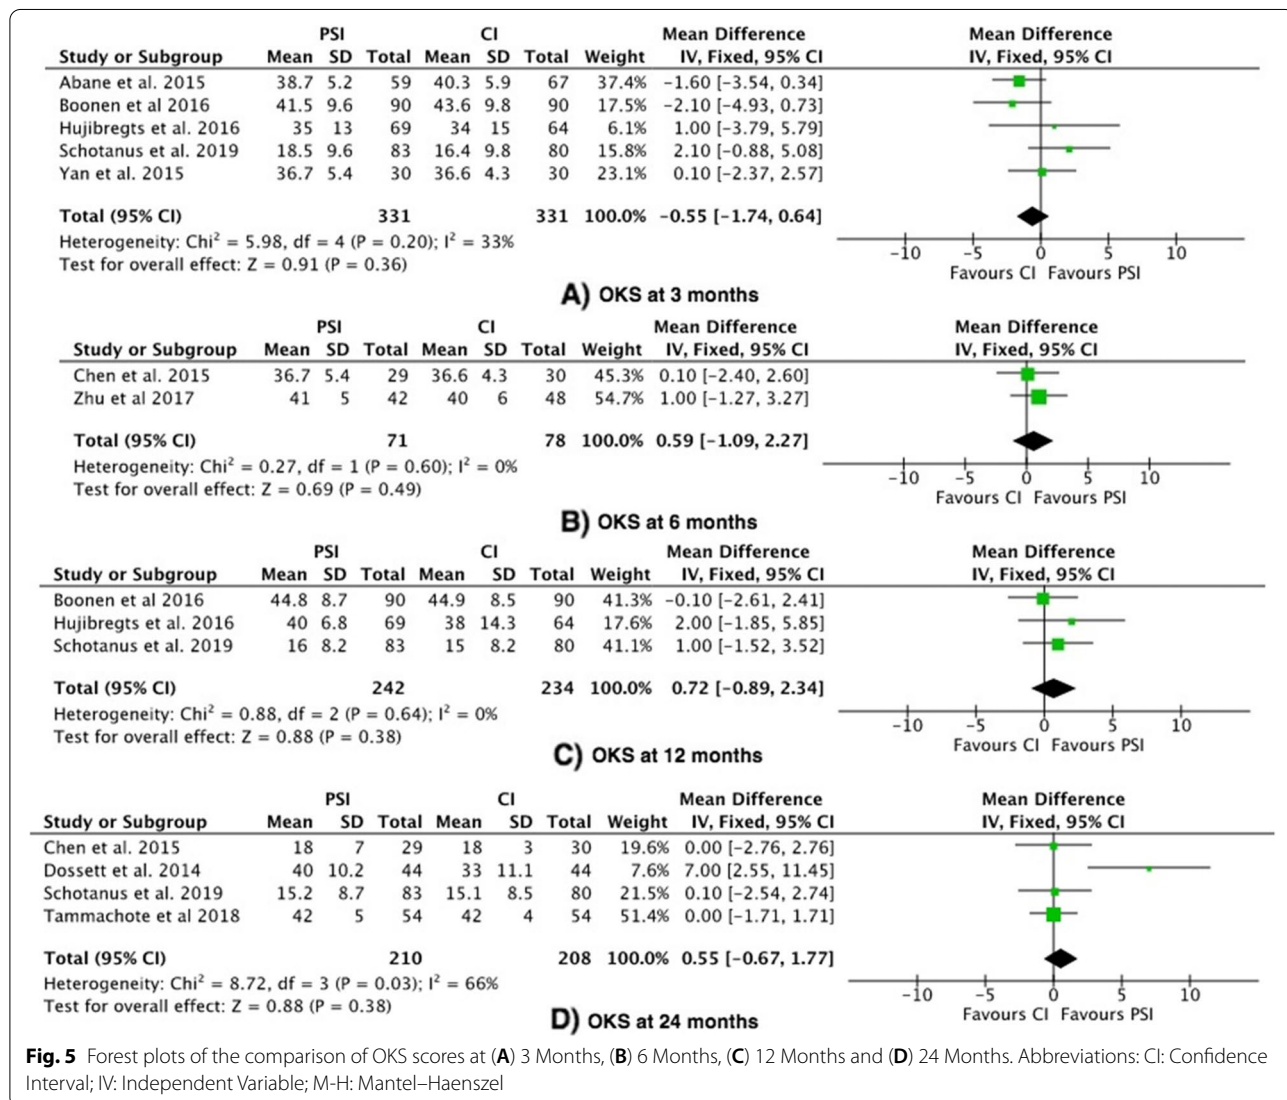 PSI CI Mean Difference Mean Difference
Study or Subgroup Mean SD Total Mean SD Total Weight IV, Fixed, 95% CI IV, Fixed, 95% CI
Abane et al. 2015 38.7 5.2 59 40.3 5.9 67 37.4% −1.60 [−3.54, 0.34]
Boonen et al 2016 41.5 9.6 90 43.6 9.8 90 17.5% −2.10 [−4.93, 0.73]
Hujibregts et al. 2016 35 13 69 34 15 64 6.1% 1.00 [−3.79, 5.79]
Schotanus et al. 2019 18.5 9.6 83 16.4 9.8 80 15.8% 2.10 [−0.88, 5.08]
Yan et al. 2015 36.7 5.4 30 36.6 4.3 30 23.1% 0.10 [−2.37, 2.57]
Total (95% CI) 331 331 100.0% −0.55 [−1.74, 0.64]
Heterogeneity: Chi² = 5.98, df = 4 (P = 0.20); I² = 33%
Test for overall effect: Z = 0.91 (P = 0.36)
−10 −5 0 5 10
Favours CI Favours PSI
A) OKS at 3 months
PSI CI Mean Difference Mean Difference
Study or Subgroup Mean SD Total Mean SD Total Weight IV, Fixed, 95% CI IV, Fixed, 95% CI
Chen et al. 2015 36.7 5.4 29 36.6 4.3 30 45.3% 0.10 [−2.40, 2.60]
Zhu et al 2017 41 5 42 40 6 48 54.7% 1.00 [−1.27, 3.27]
Total (95% CI) 71 78 100.0% 0.59 [−1.09, 2.27]
Heterogeneity: Chi² = 0.27, df = 1 (P = 0.60); I² = 0%
Test for overall effect: Z = 0.69 (P = 0.49)
−10 −5 0 5 10
Favours CI Favours PSI
B) OKS at 6 months
PSI CI Mean Difference Mean Difference
Study or Subgroup Mean SD Total Mean SD Total Weight IV, Fixed, 95% CI IV, Fixed, 95% CI
Boonen et al 2016 44.8 8.7 90 44.9 8.5 90 41.3% −0.10 [−2.61, 2.41]
Hujibregts et al. 2016 40 6.8 69 38 14.3 64 17.6% 2.00 [−1.85, 5.85]
Schotanus et al. 2019 16 8.2 83 15 8.2 80 41.1% 1.00 [−1.52, 3.52]
Total (95% CI) 242 234 100.0% 0.72 [−0.89, 2.34]
Heterogeneity: Chi² = 0.88, df = 2 (P = 0.64); I² = 0%
Test for overall effect: Z = 0.88 (P = 0.38)
−10 −5 0 5 10
Favours CI Favours PSI
C) OKS at 12 months
PSI CI Mean Difference Mean Difference
Study or Subgroup Mean SD Total Mean SD Total Weight IV, Fixed, 95% CI IV, Fixed, 95% CI
Chen et al. 2015 18 7 29 18 3 30 19.6% 0.00 [−2.76, 2.76]
Dossett et al. 2014 40 10.2 44 33 11.1 44 7.6% 7.00 [2.55, 11.45]
Schotanus et al. 2019 15.2 8.7 83 15.1 8.5 80 21.5% 0.10 [−2.54, 2.74]
Tammachote et al 2018 42 5 54 42 4 54 51.4% 0.00 [−1.71, 1.71]
Total (95% CI) 210 208 100.0% 0.55 [−0.67, 1.77]
Heterogeneity: Chi² = 8.72, df = 3 (P = 0.03); I² = 66%
Test for overall effect: Z = 0.88 (P = 0.38)
−10 −5 0 5 10
Favours CI Favours PSI
D) OKS at 24 months
Fig. 5 Forest plots of the comparison of OKS scores at (A) 3 Months, (B) 6 Months, (C) 12 Months and (D) 24 Months. Abbreviations: CI: Confidence
Interval; IV: Independent Variable; M-H: Mantel–Haenszel